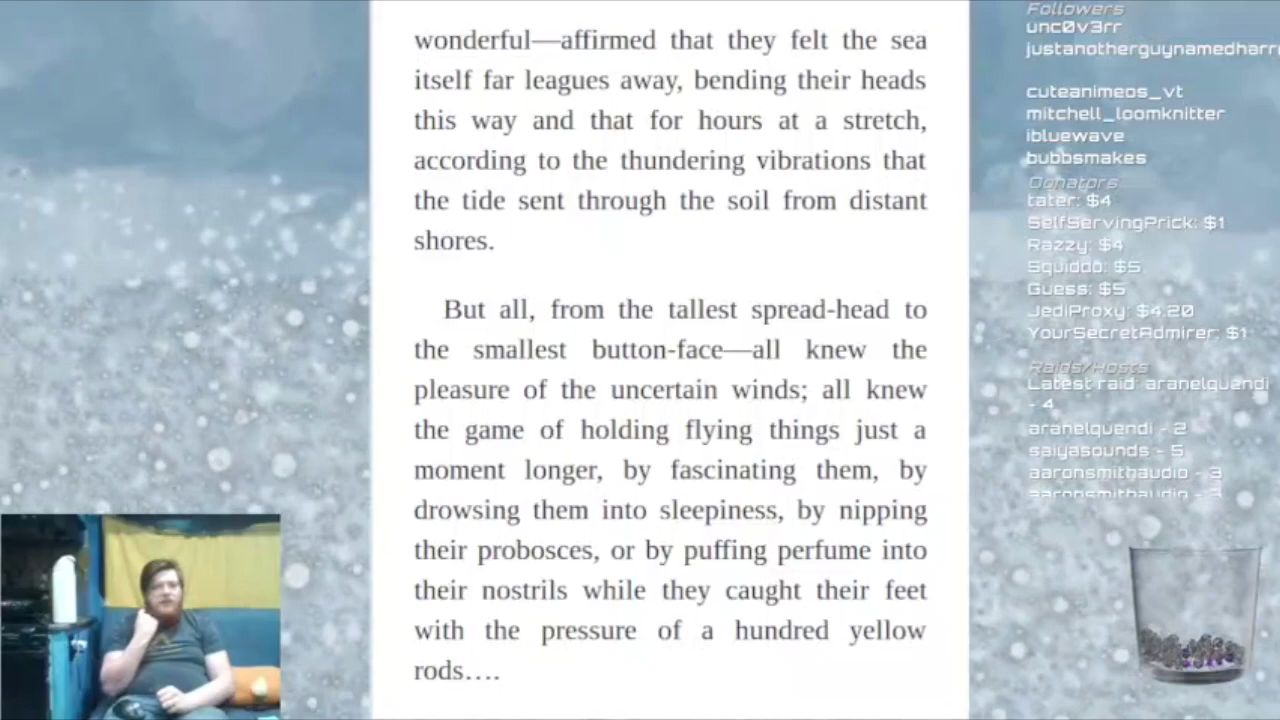 wonderful—affirmed that they felt the sea
itself far leagues away, bending their heads
this way and that for hours at a stretch,
according to the thundering vibrations that
the tide sent through the soil from distant
shores.
But all, from the tallest spread-head to
the smallest button-face—all knew the
pleasure of the uncertain winds; all knew
the game of holding flying things just a
moment longer, by fascinating them, by
drowsing them into sleepiness, by nipping
their probosces, or by puffing perfume into
their nostrils while they caught their feet
with the pressure of a hundred yellow
rods….
Followers
unc0v3rr
cuteanimeos_vt
mitchell_loomknitter
ibluewave
bubbsmakes
Donators
tater: $4
SelfServingPrick: $1
Razzy: $4
Squiddo: $5
Guess: $5
JediProxy: $4.20
YourSecretAdmirer: $1
Raids/Hosts
Latest raid: aranelquendi
- 4
aranelquendi - 2
saiyasounds - 5
aaronsmithaudio - 3
aaronsmithaudio - 3